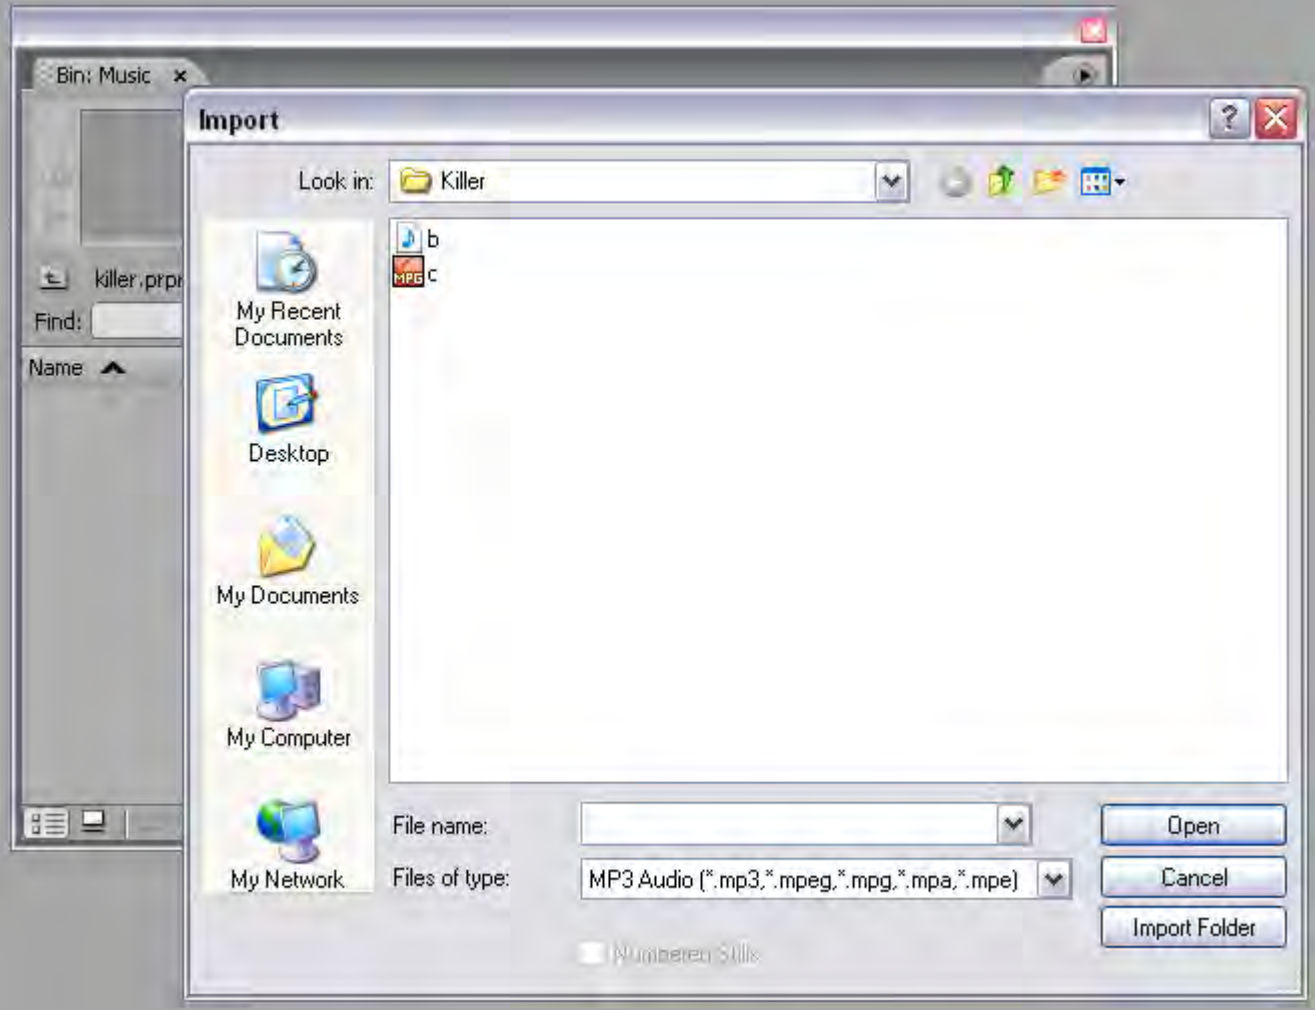 Bin: Music
Import
Look in: Killer
b
MPG c
killer.prpr
Find:
Name
My Recent
Documents
Desktop
My Documents
My Computer
My Network
File name:
Open
Files of type: MP3 Audio (*.mp3,*.mpeg,*.mpg,*.mpa,*.mpe)
Cancel
Import Folder
Numbered Stills